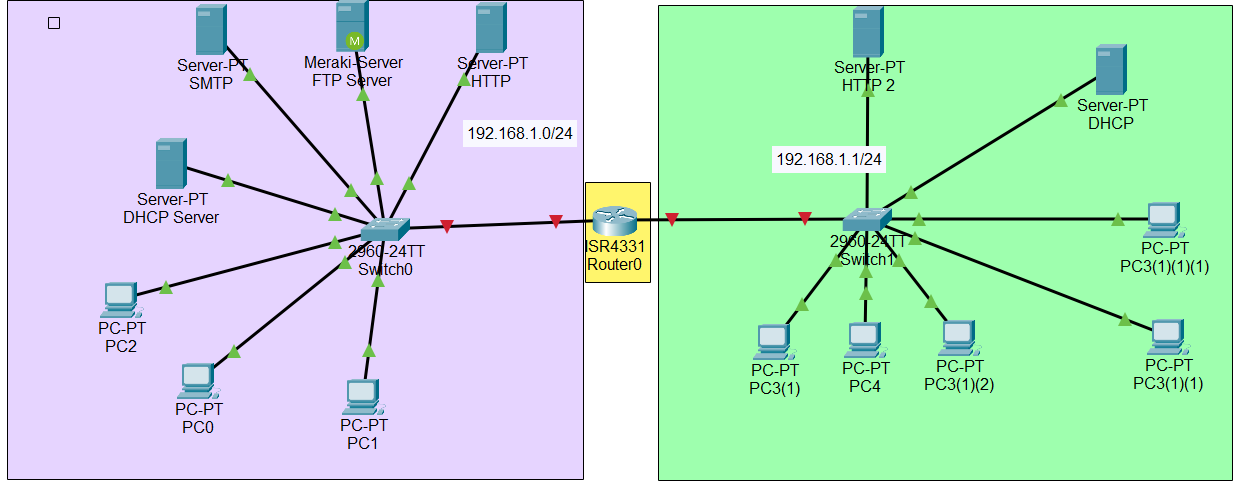 Server-PT
SMTP
M
Meraki-Server
FTP Server
Server-PT
HTTP
192.168.1.0/24
Server-PT
DHCP Server
2960-24TT
Switch0
PC-PT
PC2
PC-PT
PC0
PC-PT
PC1
ISR4331
Router0
Server-PT
HTTP 2
Server-PT
DHCP
192.168.1.1/24
2960-24TT
Switch1
PC-PT
PC3(1)(1)(1)
PC-PT
PC3(1)
PC-PT
PC4
PC-PT
PC3(1)(2)
PC-PT
PC3(1)(1)